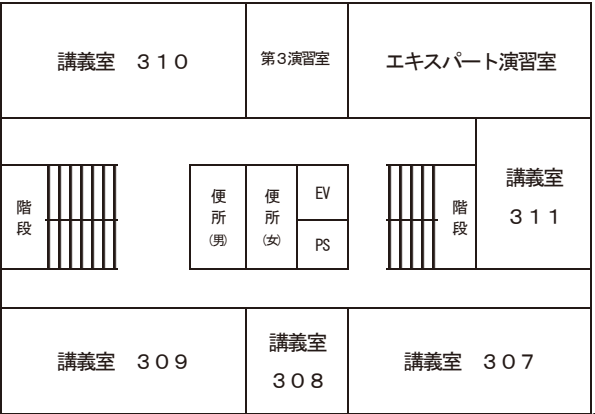 講義室　３１０
第３演習室
エキスパート演習室
講義室
３１１
階段
便所
(男)
便所
(女)
EV
PS
階段
講義室　３０９
講義室
３０８
講義室　３０７